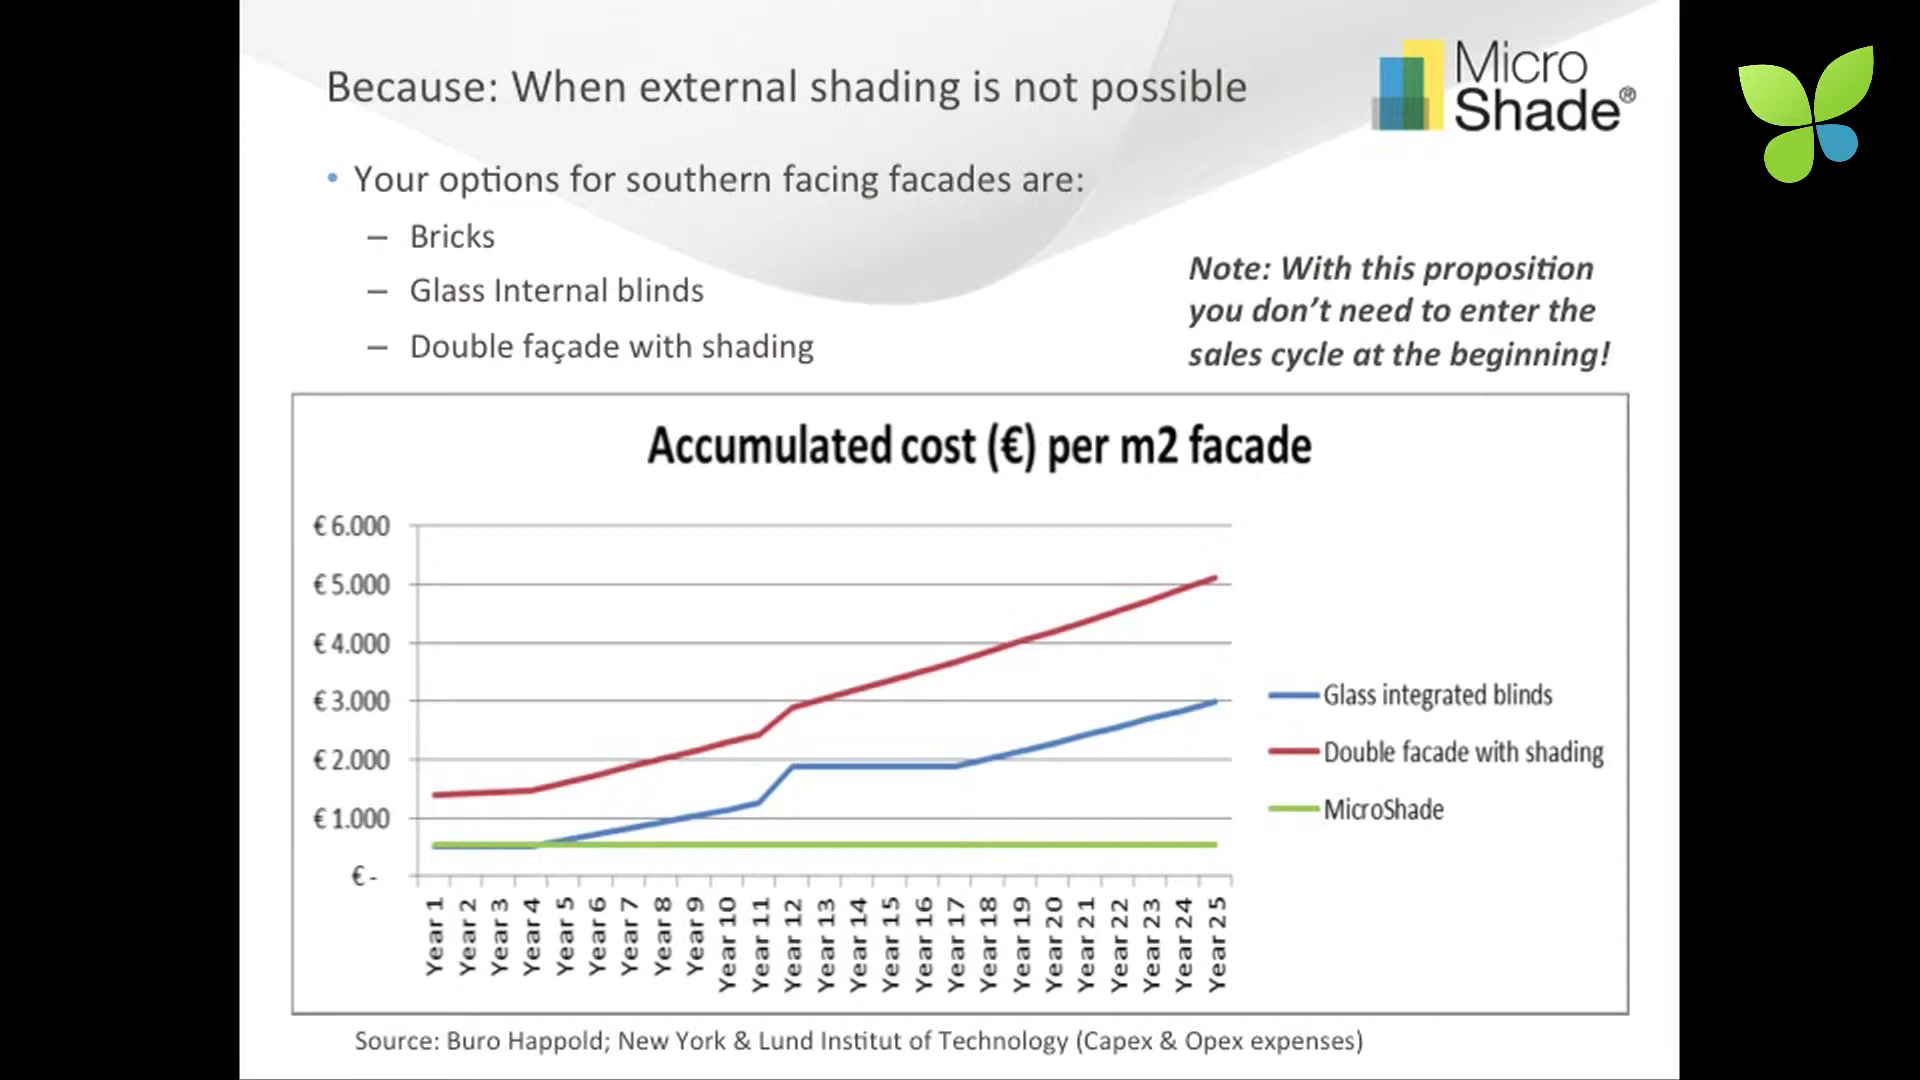 Because: When external shading is not possible
Micro
Shade®
• Your options for southern facing facades are:
– Bricks
– Glass Internal blinds
– Double façade with shading
Note: With this proposition
you don't need to enter the
sales cycle at the beginning!
Accumulated cost (€) per m2 facade
€ 6.000
€ 5.000
€ 4.000
€ 3.000
€ 2.000
€ 1.000
€ -
Year 1
Year 2
Year 3
Year 4
Year 5
Year 6
Year 7
Year 8
Year 9
Year 10
Year 11
Year 12
Year 13
Year 14
Year 15
Year 16
Year 17
Year 18
Year 19
Year 20
Year 21
Year 22
Year 23
Year 24
Year 25
Glass integrated blinds
Double facade with shading
MicroShade
Source: Buro Happold; New York & Lund Institut of Technology (Capex & Opex expenses)